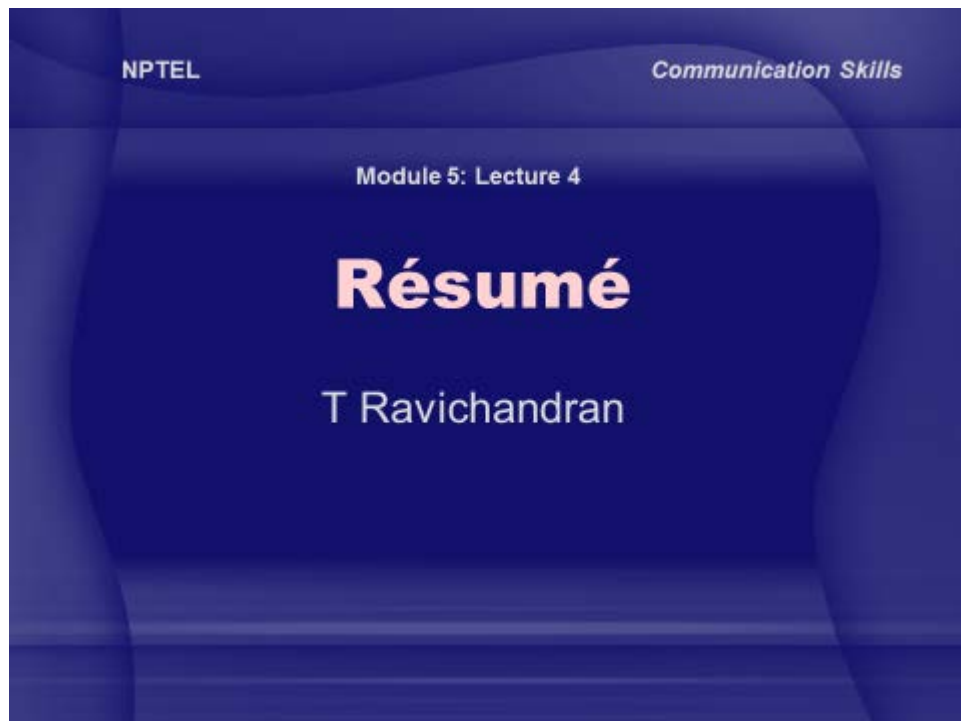 NPTEL Communication Skills
Module 5: Lecture 4
Résumé
T Ravichandran